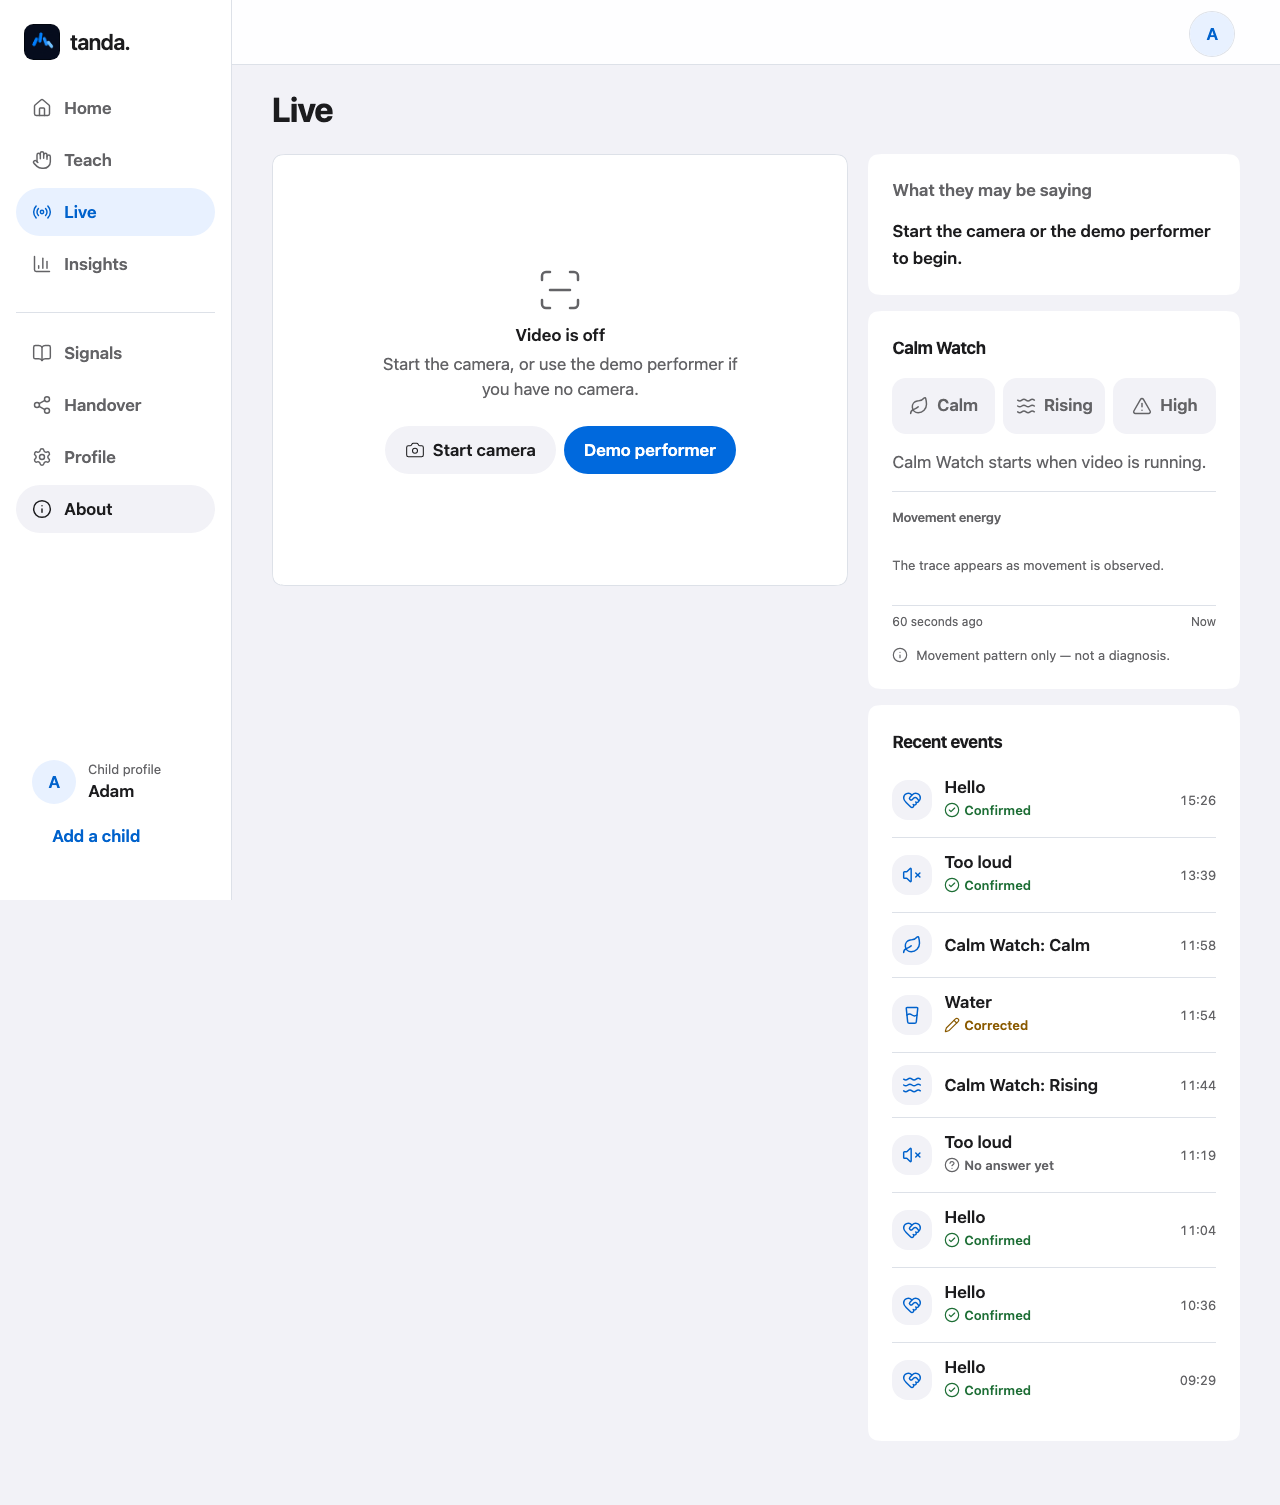 tanda.
A
Home
Teach
Live
Insights
Signals
Handover
Profile
About
A
Child profile
Adam
Add a child
Live
Video is off
Start the camera, or use the demo performer if
you have no camera.
Start camera
Demo performer
What they may be saying
Start the camera or the demo performer
to begin.
Calm Watch
Calm
Rising
High
Calm Watch starts when video is running.
Movement energy
The trace appears as movement is observed.
60 seconds ago
Now
Movement pattern only — not a diagnosis.
Recent events
Hello
Confirmed
15:26
Too loud
Confirmed
13:39
Calm Watch: Calm
11:58
Water
Corrected
11:54
Calm Watch: Rising
11:44
Too loud
No answer yet
11:19
Hello
Confirmed
11:04
Hello
Confirmed
10:36
Hello
Confirmed
09:29